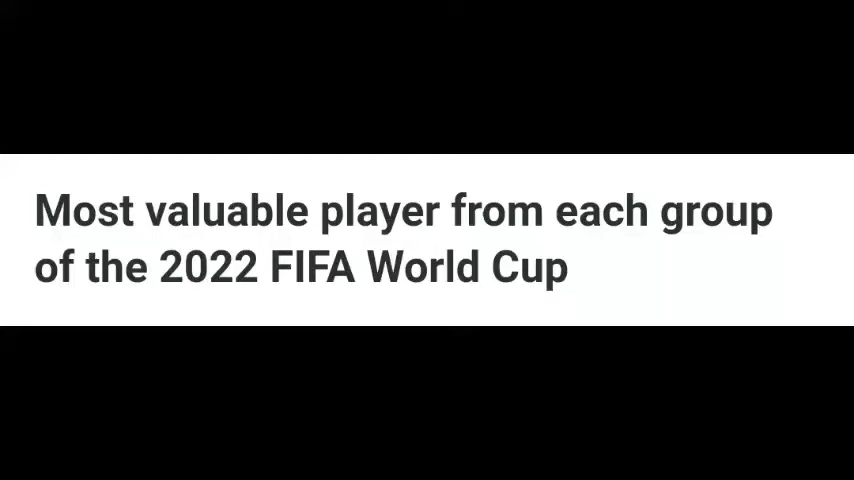 Most valuable player from each group
of the 2022 FIFA World Cup